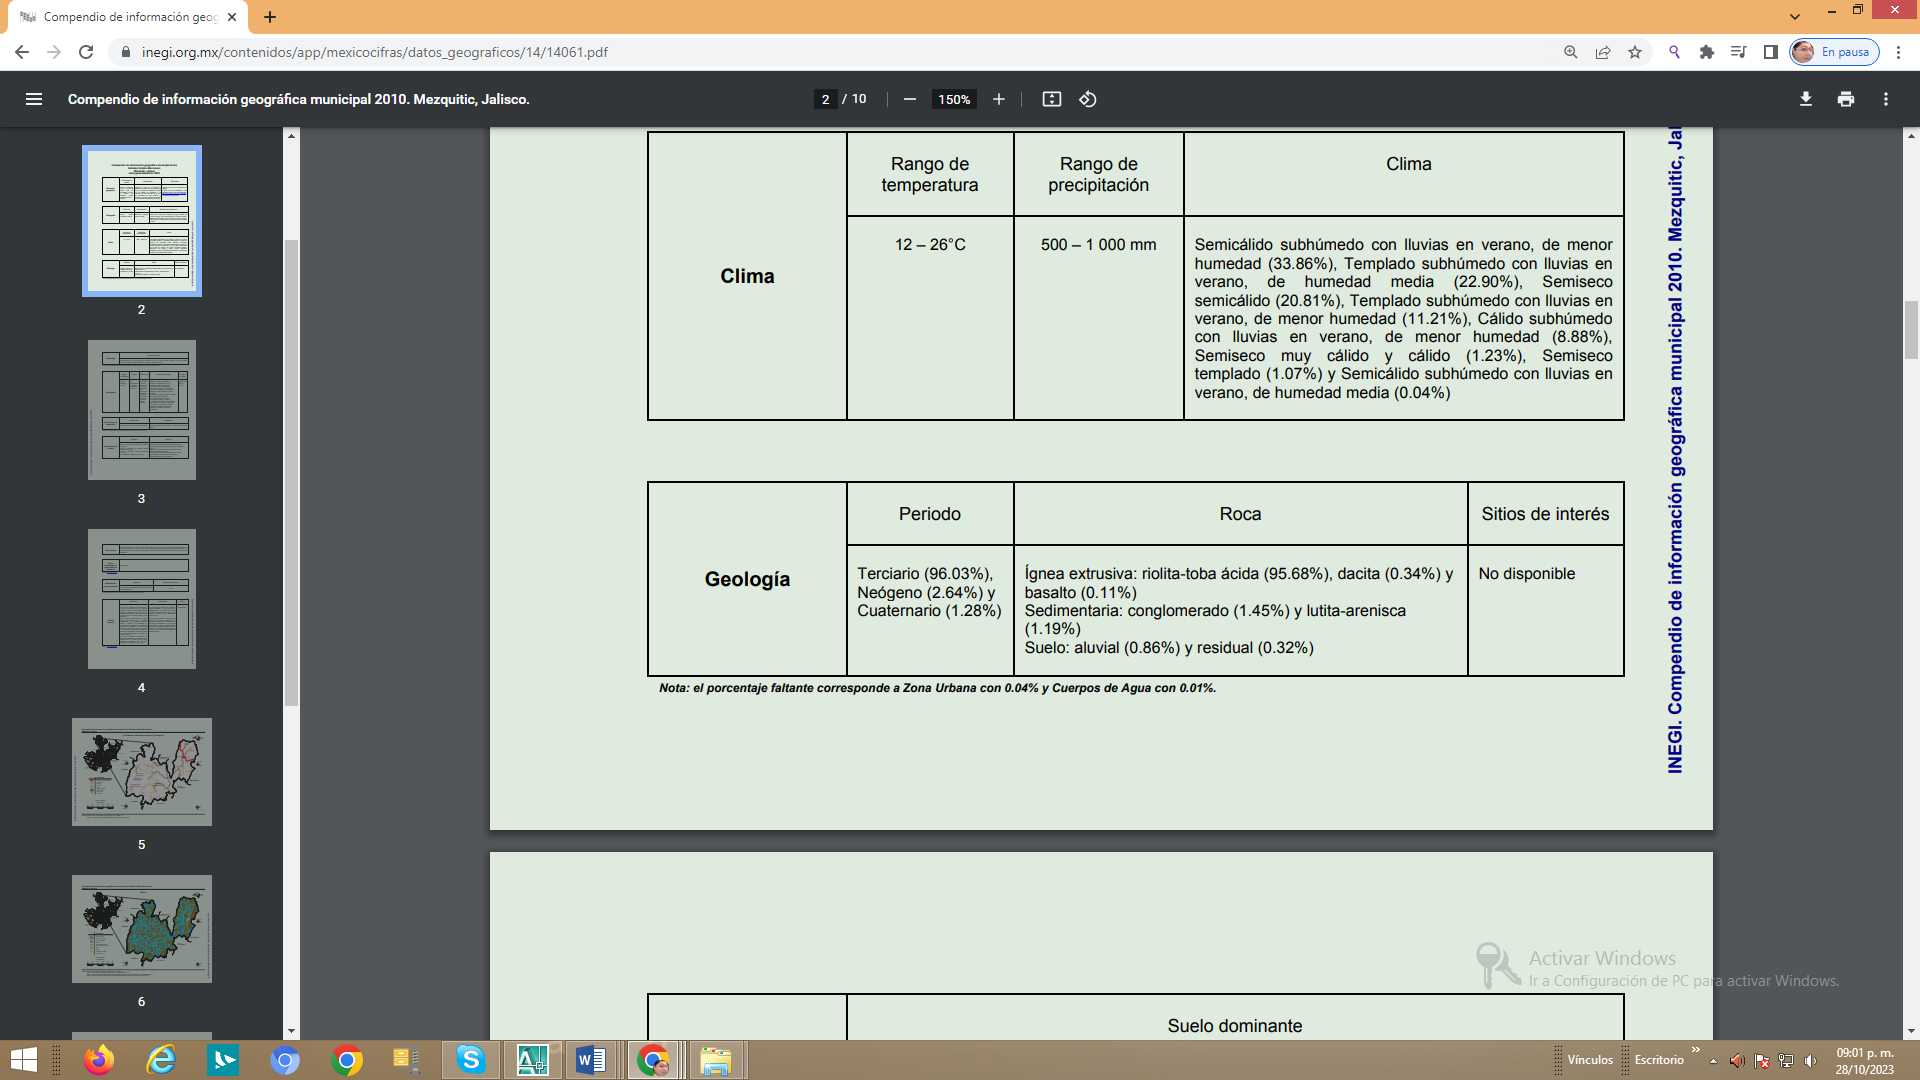 Compendio de información geog
inegi.org.mx/contenidos/app/mexicocifras/datos_geograficos/14/14061.pdf
En pausa
Compendio de información geográfica municipal 2010. Mezquitic, Jalisco.
2 / 10
150%
2
3
4
5
6
Clima
Rango de
temperatura
Rango de
precipitación
Clima
12 – 26°C
500 – 1 000 mm
Semicálido subhúmedo con lluvias en verano, de menor
humedad (33.86%), Templado subhúmedo con lluvias en
verano, de humedad media (22.90%), Semiseco
semicálido (20.81%), Templado subhúmedo con lluvias en
verano, de menor humedad (11.21%), Cálido subhúmedo
con lluvias en verano, de menor humedad (8.88%),
Semiseco muy cálido y cálido (1.23%), Semiseco
templado (1.07%) y Semicálido subhúmedo con lluvias en
verano, de humedad media (0.04%)
Geología
Periodo
Roca
Sitios de interés
Terciario (96.03%),
Neógeno (2.64%) y
Cuaternario (1.28%)
Ígnea extrusiva: riolita-toba ácida (95.68%), dacita (0.34%) y
basalto (0.11%)
Sedimentaria: conglomerado (1.45%) y lutita-arenisca
(1.19%)
Suelo: aluvial (0.86%) y residual (0.32%)
No disponible
Nota: el porcentaje faltante corresponde a Zona Urbana con 0.04% y Cuerpos de Agua con 0.01%.
INEGI. Compendio de información geográfica municipal 2010. Mezquitic, Jal
Suelo dominante
Activar Windows
Ir a Configuración de PC para activar Windows.
Vínculos
Escritorio
09:01 p. m.
28/10/2023